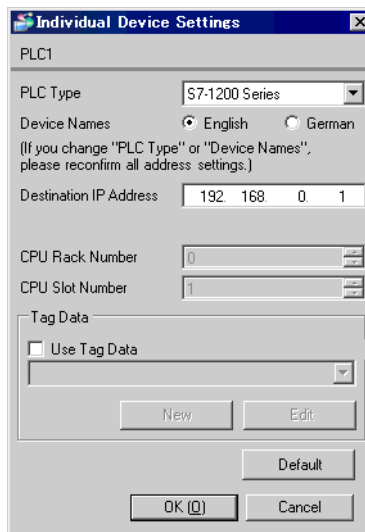 Individual Device Settings
PLC1
PLC Type S7-1200 Series
Device Names English German
(If you change "PLC Type" or "Device Names",
please reconfirm all address settings.)
Destination IP Address 192. 168. 0. 1
CPU Rack Number 0
CPU Slot Number 1
Tag Data
Use Tag Data
New Edit
Default
OK (O) Cancel